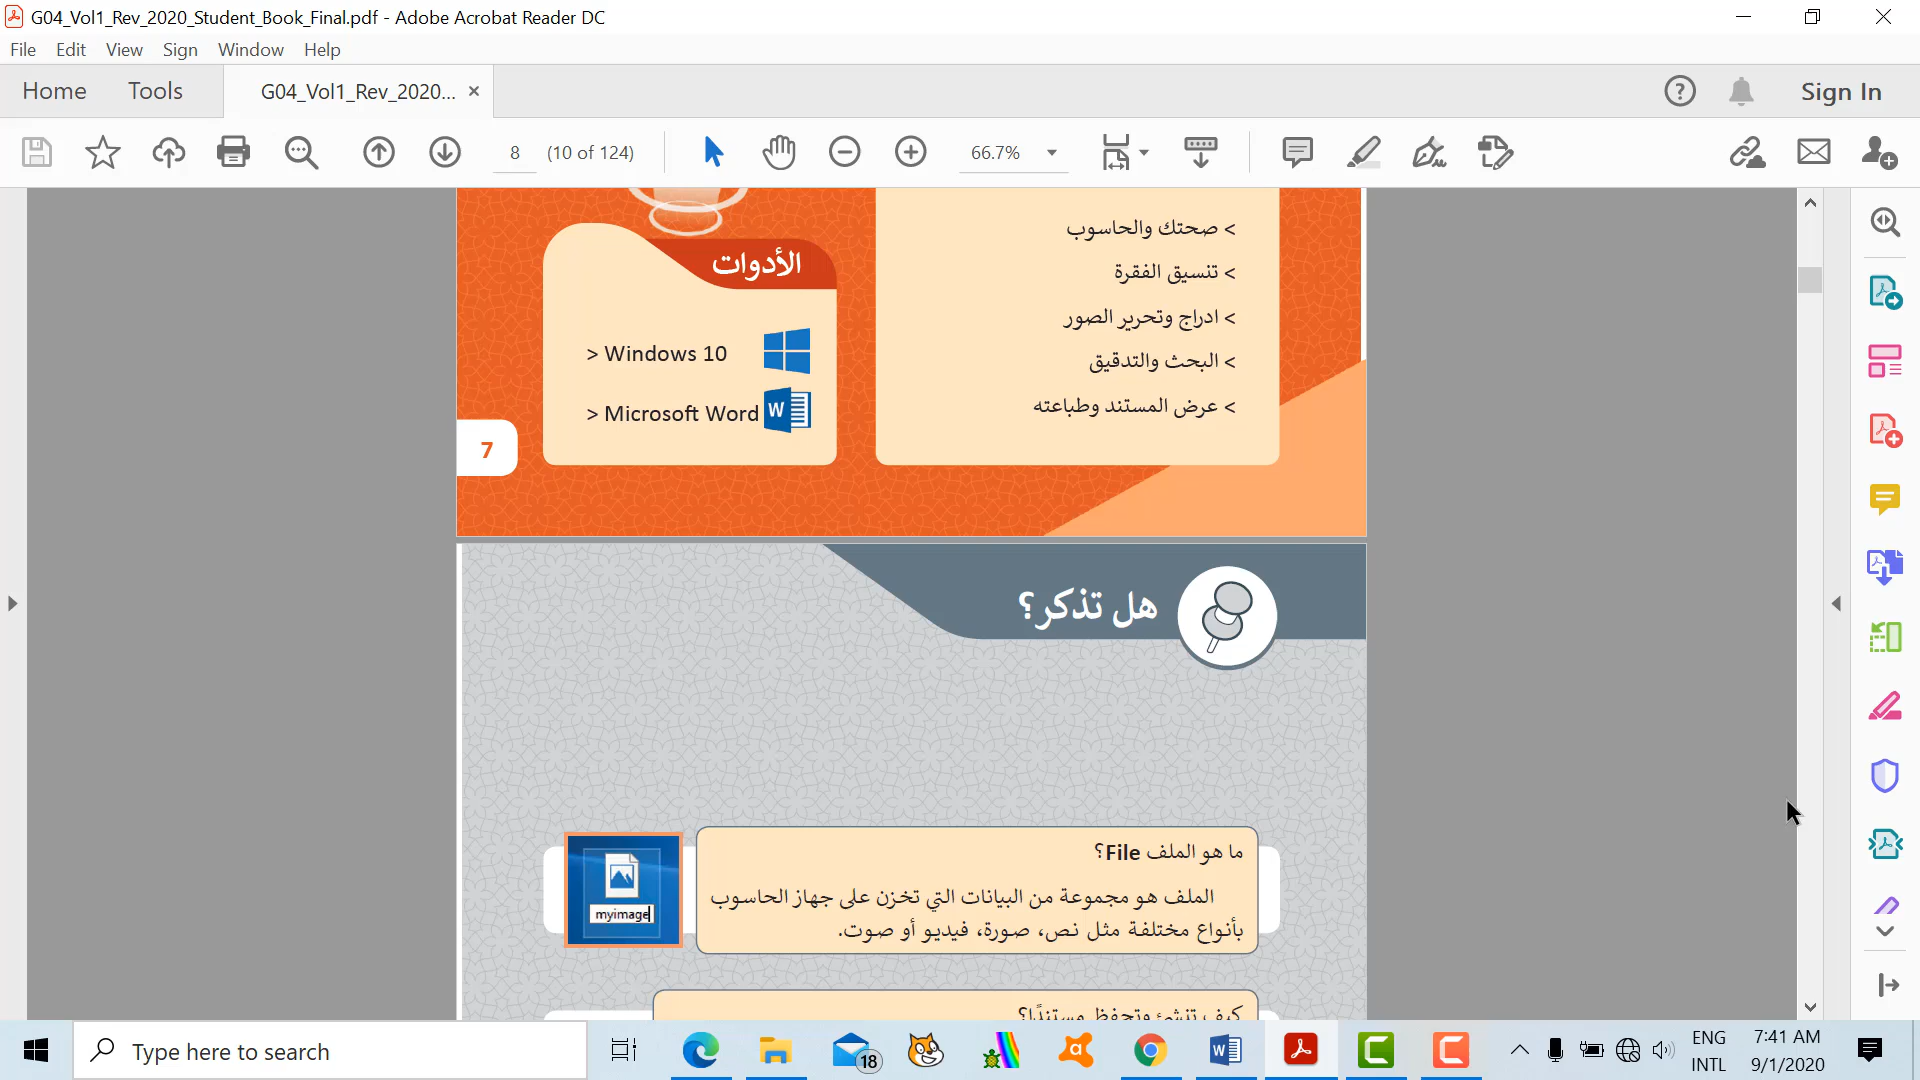 G04_Vol1_Rev_2020_Student_Book_Final.pdf - Adobe Acrobat Reader DC
File Edit View Sign Window Help
Home Tools G04_Vol1_Rev_2020... × Sign In
8 (10 of 124) 66.7%
> صحتك والحاسوب
> تنسيق الفقرة
> ادراج وتحرير الصور
> البحث والتدقيق
> عرض المستند وطباعته
الأدوات
> Windows 10
> Microsoft Word
7
هل تذكر؟
ما هو الملف File؟
الملف هو مجموعة من البيانات التي تخزن على جهاز الحاسوب
بأنواع مختلفة مثل نص، صورة، فيديو أو صوت.
myimage
كيف تنشئ وتحفظ مستندًا؟
Type here to search
18
ENG
INTL
7:41 AM
9/1/2020